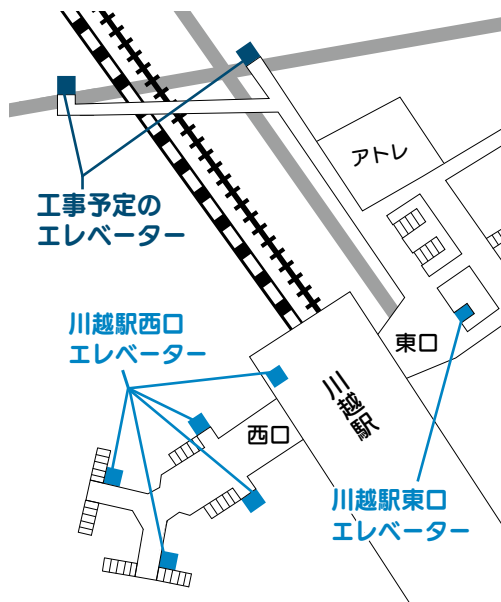 アトレ
工事予定の
エレベーター
川越駅西口
エレベーター
東口
川越駅
西口
川越駅東口
エレベーター